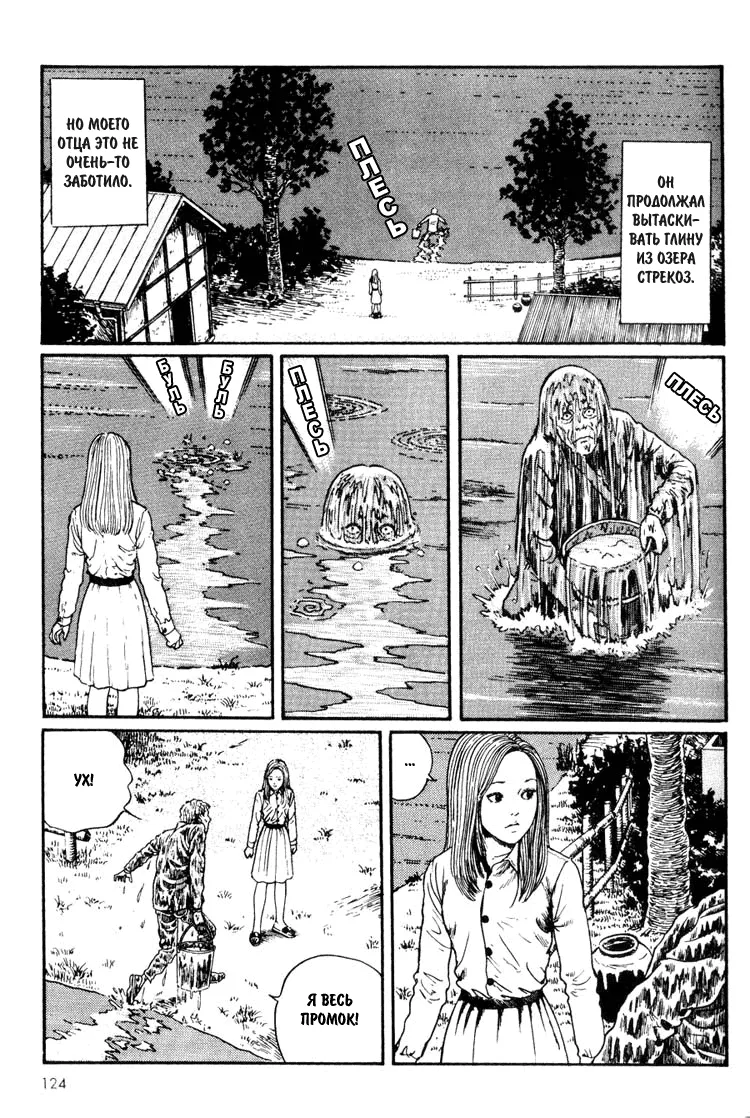 НО МОЕГО
ОТЦА ЭТО НЕ
ОЧЕНЬ-ТО
ЗАБОТИЛО.
ПЛЕСЬ
ОН
ПРОДОЛЖАЛ
ВЫТАСКИ-
ВАТЬ ГЛИНУ
ИЗ ОЗЕРА
СТРЕКОЗ.
БУЛЬ
БУЛЬ
ПЛЕСЬ
ПЛЕСЬ
УХ!
Я ВЕСЬ
ПРОМОК!
...
124